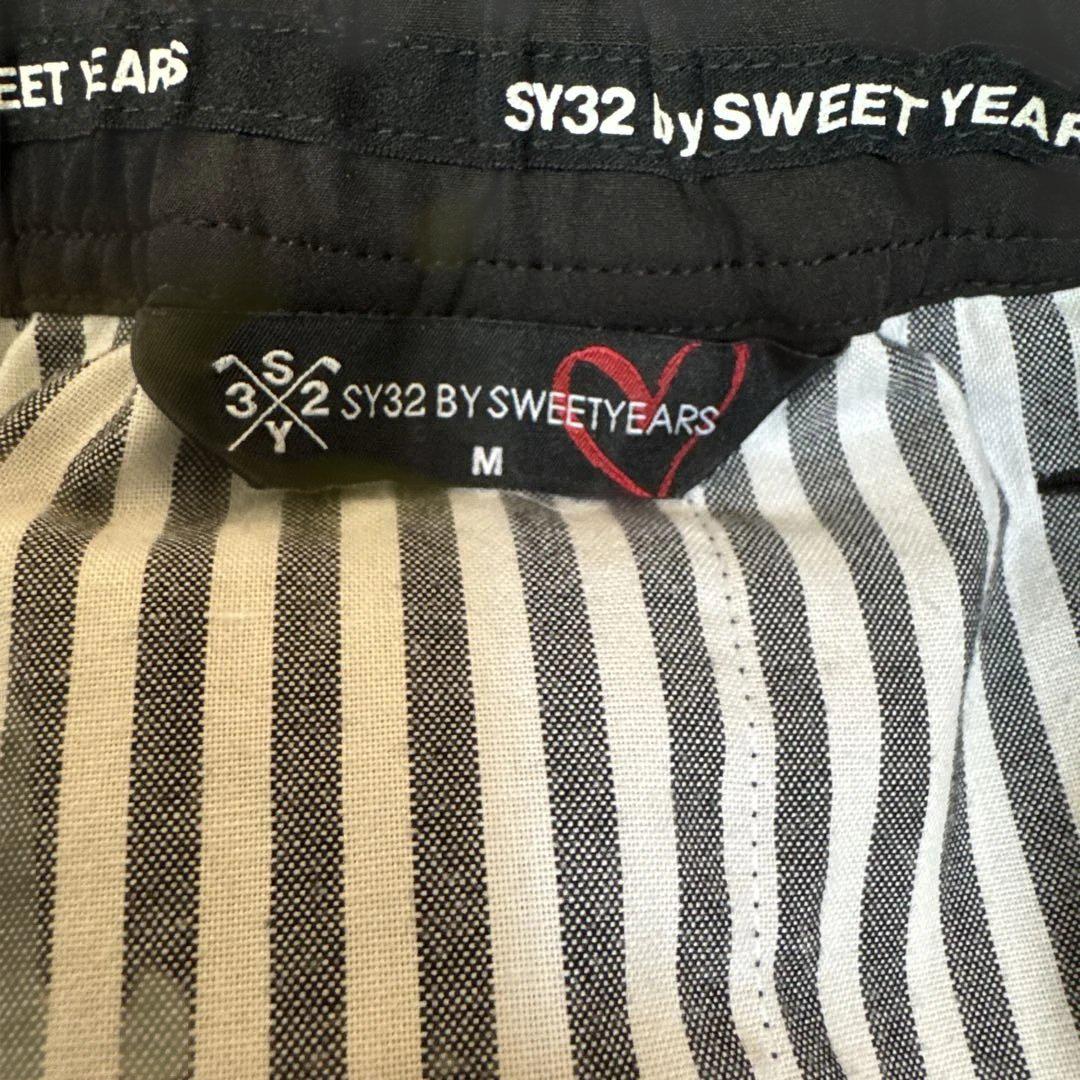 EET YEARS
SY32 by SWEET YEAR
S
3 2
Y
SY32 BY SWEETYEARS
M